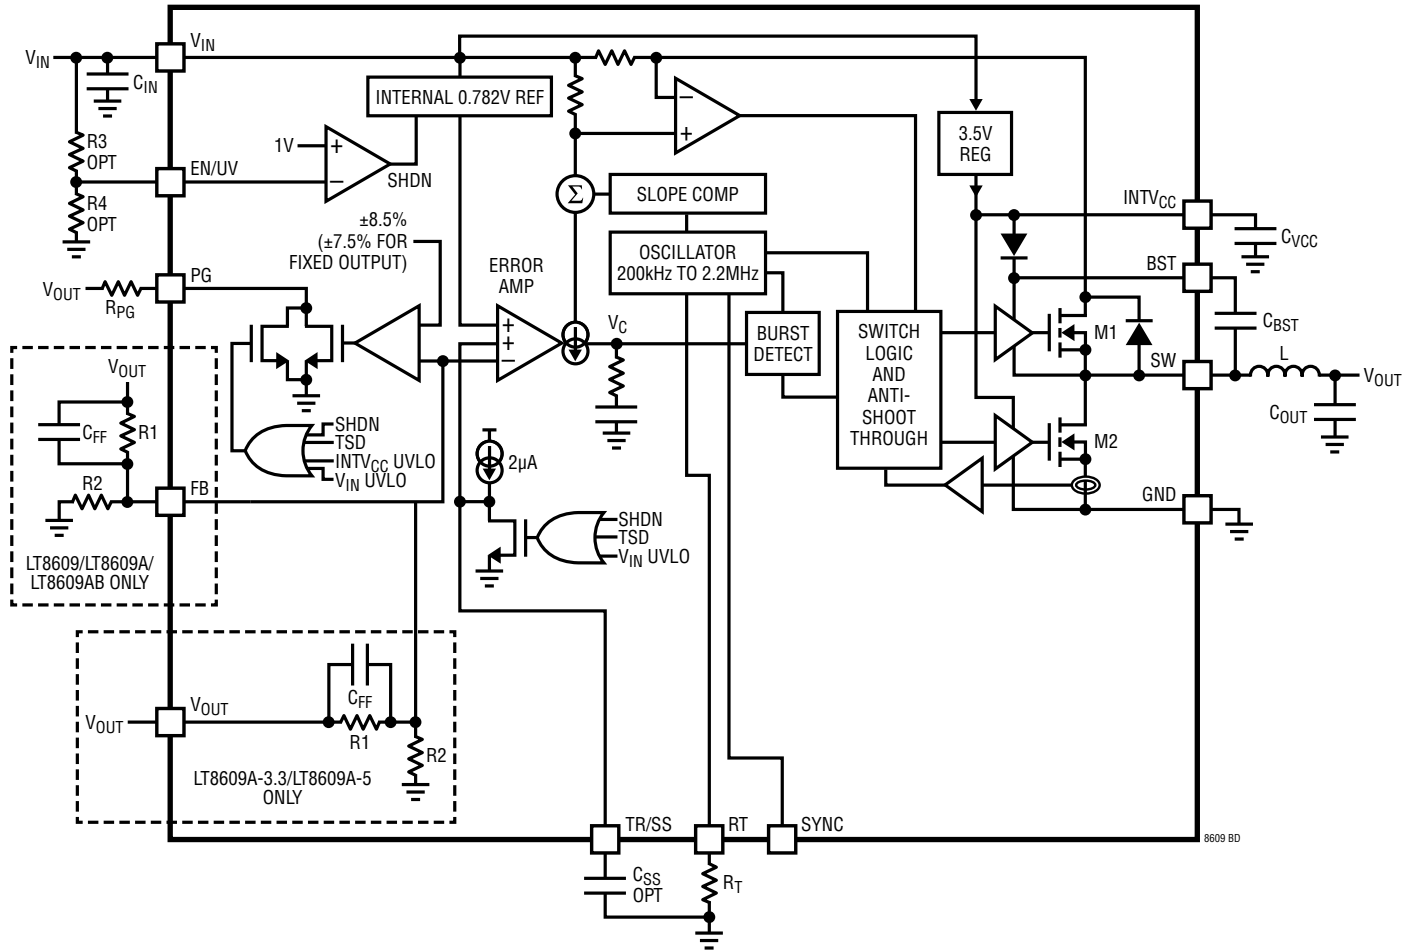 VIN
VIN
CIN
R3
OPT
R4
OPT
EN/UV
1V
SHDN
INTERNAL 0.782V REF
3.5V
REG
Σ
SLOPE COMP
OSCILLATOR
200kHz TO 2.2MHz
INTVCC
CVCC
BST
CBST
±8.5%
(±7.5% FOR
FIXED OUTPUT)
ERROR
AMP
PG
VOUT
RPG
VC
BURST
DETECT
SWITCH
LOGIC
AND
ANTI-
SHOOT
THROUGH
M1
SW
L
VOUT
COUT
M2
GND
VOUT
CFF
R1
R2
FB
LT8609/LT8609A/
LT8609AB ONLY
SHDN
TSD
INTVCC UVLO
VIN UVLO
2µA
SHDN
TSD
VIN UVLO
VOUT
VOUT
CFF
R1
R2
LT8609A-3.3/LT8609A-5
ONLY
TR/SS
RT
SYNC
CSS
OPT
RT
8609 BD
+
−
−
+
+
+
−